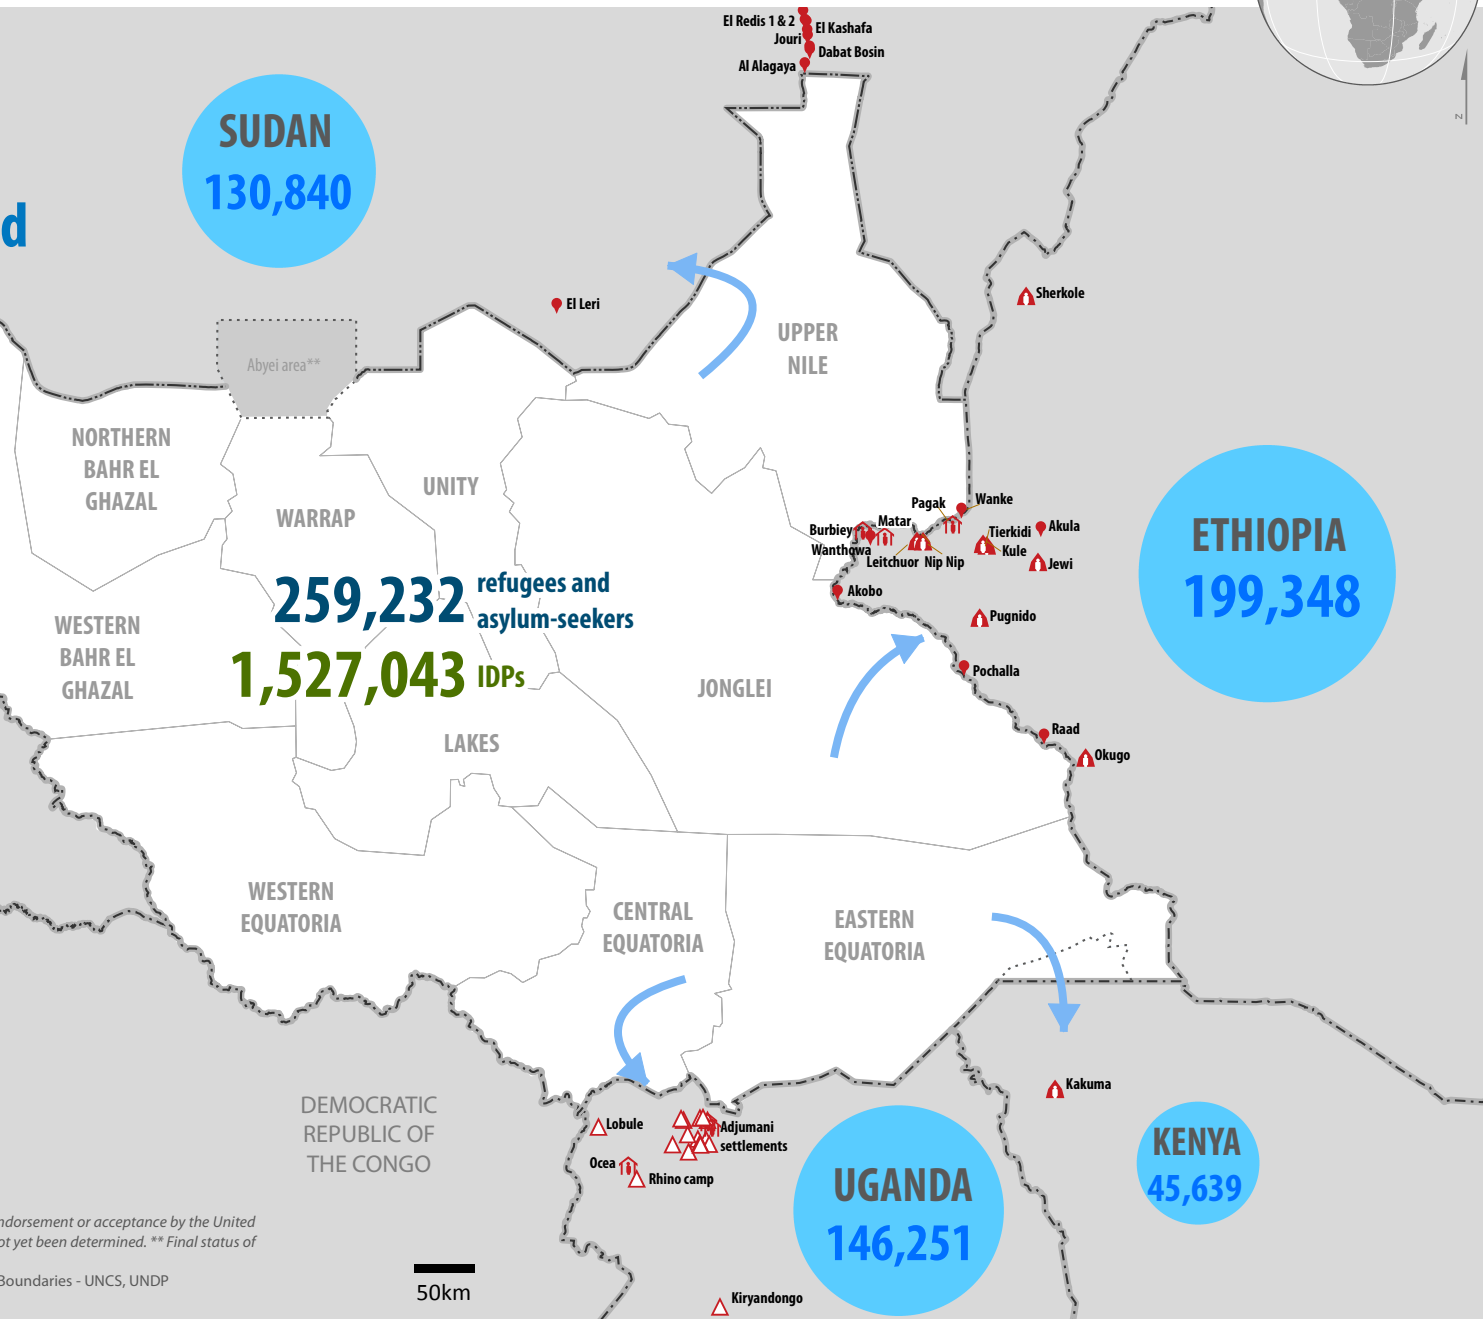 El Redis 1 & 2
El Kashafa
Jouri
Dabat Bosin
Al Alagaya
N
SUDAN
130,840
d
Sherkole
El Leri
UPPER
NILE
Abyei area**
NORTHERN
BAHR EL
GHAZAL
UNITY
WARRAP
Pagak
Wanke
Burbiey
Matar
Tierkidi
Akula
Wanthowa
Kule
Leitchuor
Nip Nip
Jewi
ETHIOPIA
199,348
Akobo
259,232
refugees and
asylum-seekers
Pugnido
WESTERN
BAHR EL
GHAZAL
1,527,043
IDPs
Pochalla
JONGLEI
LAKES
Raad
Okugo
WESTERN
EQUATORIA
CENTRAL
EQUATORIA
EASTERN
EQUATORIA
Kakuma
DEMOCRATIC
REPUBLIC OF
THE CONGO
Lobule
Adjumani
settlements
Ocea
Rhino camp
KENYA
45,639
UGANDA
146,251
ndorsement or acceptance by the United
ot yet been determined. ** Final status of
Boundaries - UNCS, UNDP
50km
Kiryandongo